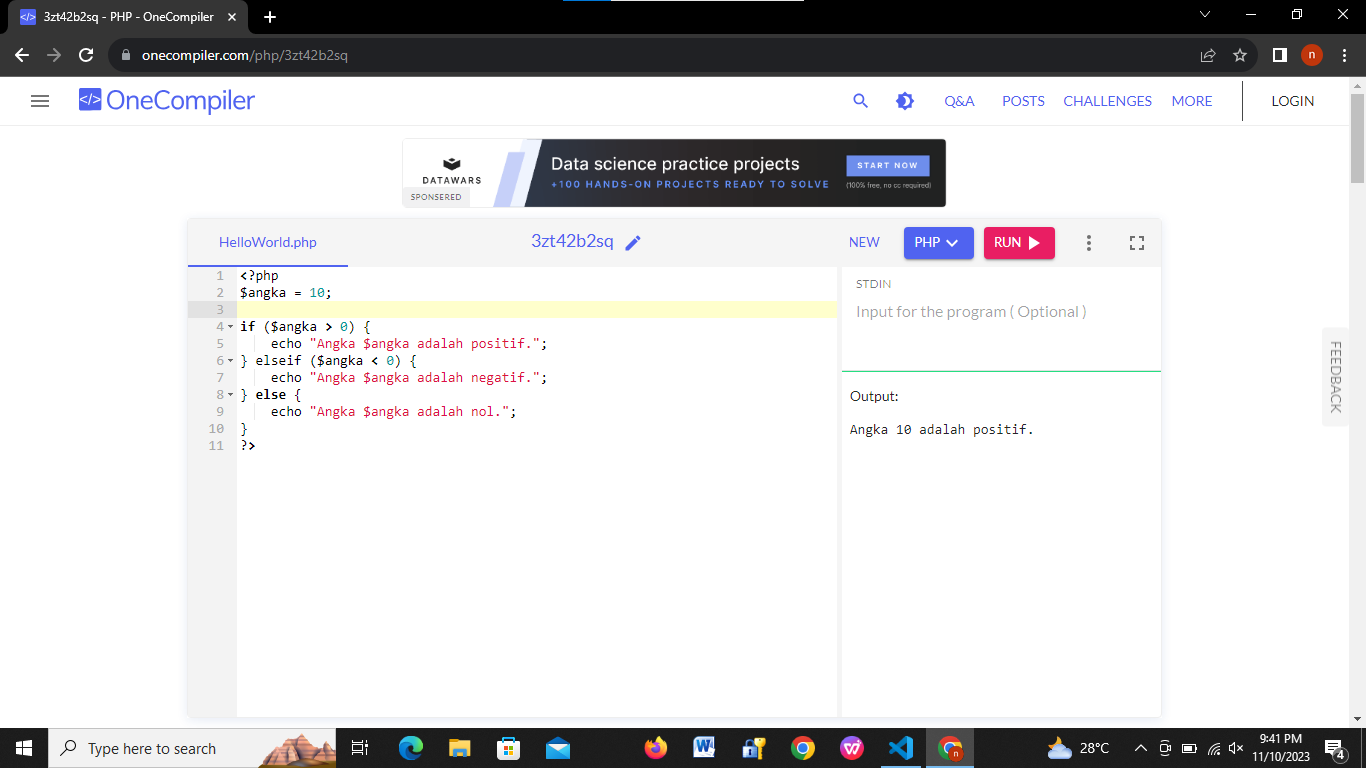 3zt42b2sq - PHP - OneCompiler
onecompiler.com/php/3zt42b2sq
n
</> OneCompiler
Q&A
POSTS
CHALLENGES
MORE
LOGIN
DATAWARS
SPONSERED
Data science practice projects
+100 HANDS-ON PROJECTS READY TO SOLVE
START NOW
(100% free, no cc required)
HelloWorld.php
3zt42b2sq
NEW
PHP
RUN
1 <?php
2 $angka = 10;
3
4 if ($angka > 0) {
5     echo "Angka $angka adalah positif.";
6 } elseif ($angka < 0) {
7     echo "Angka $angka adalah negatif.";
8 } else {
9     echo "Angka $angka adalah nol.";
10 }
11 ?>
STDIN
Input for the program ( Optional )
Output:
Angka 10 adalah positif.
FEEDBACK
Type here to search
28°C
9:41 PM
11/10/2023
4